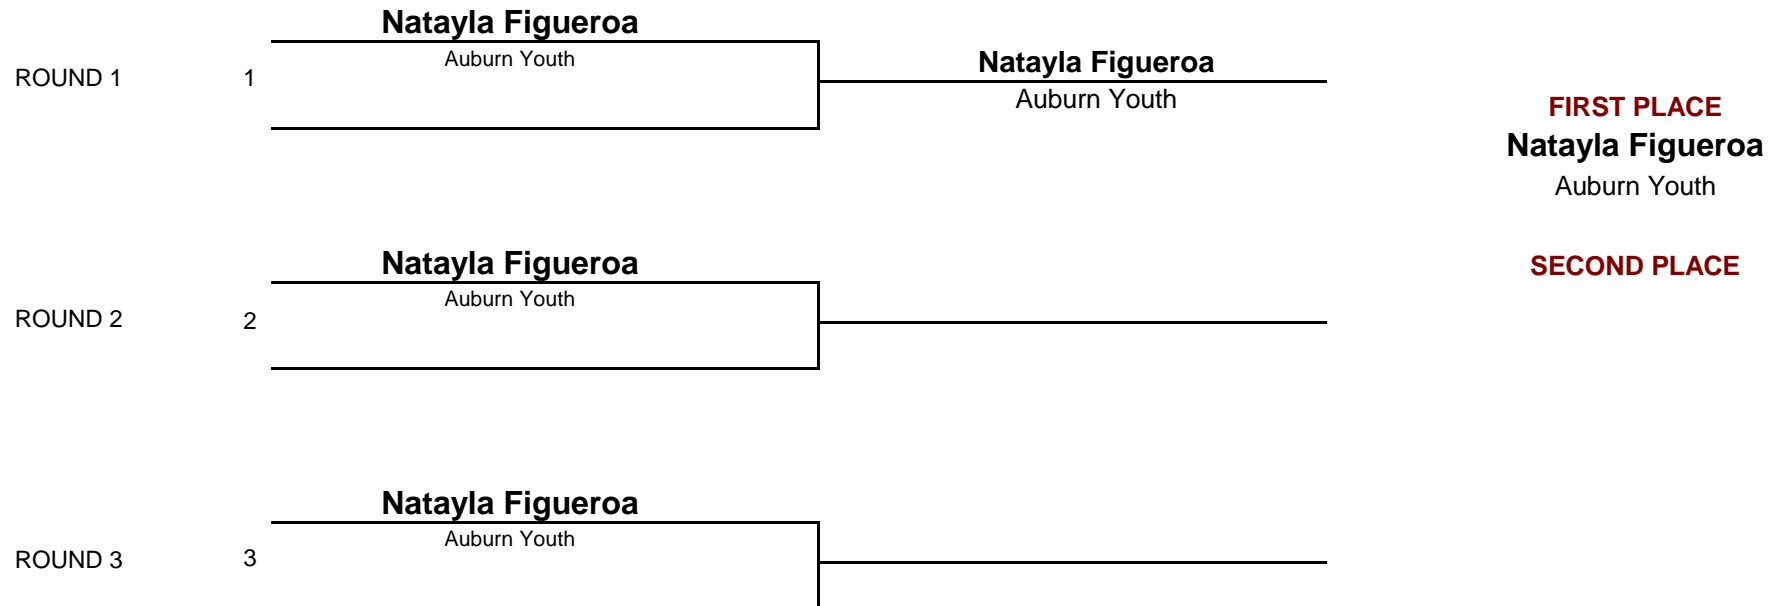 Natayla Figueroa
Auburn Youth
ROUND 1
1
Natayla Figueroa
Auburn Youth
FIRST PLACE
Natayla Figueroa
Auburn Youth
Natayla Figueroa
Auburn Youth
SECOND PLACE
ROUND 2
2
Natayla Figueroa
Auburn Youth
ROUND 3
3